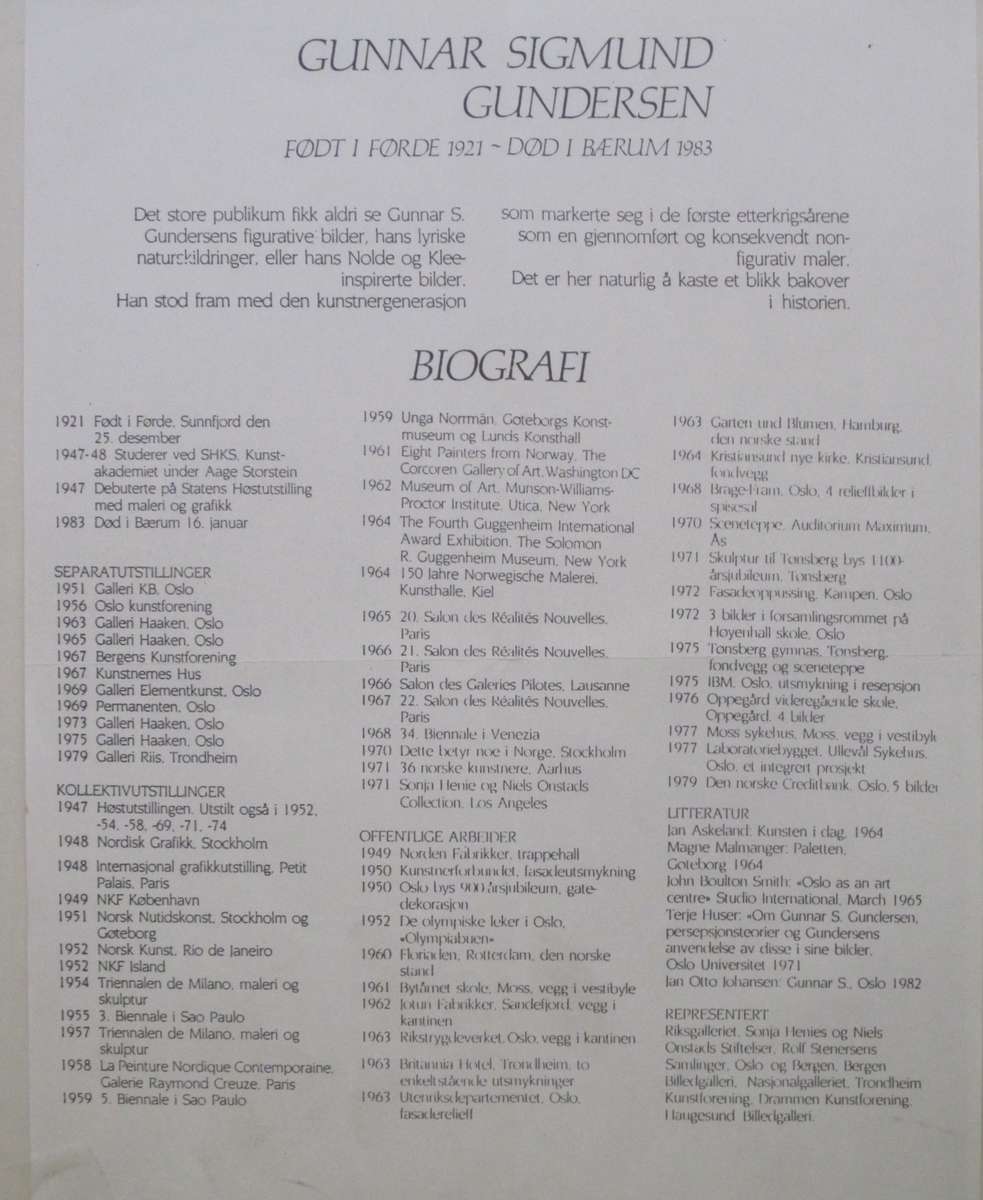 GUNNAR SIGMUND
GUNDERSEN
FØDT I FØRDE 1921 ~ DØD I BÆRUM 1983
Det store publikum fikk aldri se Gunnar S.
Gundersens figurative bilder, hans lyriske
naturskildringer, eller hans Nolde og Klee-
inspirerte bilder.
Han stod fram med den kunstnergenerasjon
som markerte seg i de første etterkrigsårene
som en gjennomført og konsekvendt non-
figurativ maler.
Det er her naturlig å kaste et blikk bakover
i historien.
BIOGRAFI
1921 Født i Førde, Sunnfjord den
25. desember
1947-48 Studerer ved SHKS, Kunst-
akademiet under Aage Storstein
1947 Debuterte på Statens Høstutstilling
med maleri og grafikk
1983 Død i Bærum 16. januar
SEPARATUTSTILLINGER
1951 Galleri KB, Oslo
1956 Oslo kunstforening
1963 Galleri Haaken, Oslo
1965 Galleri Haaken, Oslo
1967 Bergens Kunstforening
1967 Kunstnernes Hus
1969 Galleri Elementkunst, Oslo
1969 Permanenten, Oslo
1973 Galleri Haaken, Oslo
1975 Galleri Haaken, Oslo
1979 Galleri Riis, Trondheim
KOLLEKTIVUTSTILLINGER
1947 Høstutstillingen. Utstilt også i 1952,
-54, -58, -69, -71, -74
1948 Nordisk Grafikk, Stockholm
1948 Internasjonal grafikkutstilling, Petit
Palais, Paris
1949 NKF København
1951 Norsk Nutidskonst, Stockholm og
Gøteborg
1952 Norsk Kunst, Rio de Janeiro
1952 NKF Island
1954 Triennalen de Milano, maleri og
skulptur
1955 3. Biennale i Sao Paulo
1957 Triennalen de Milano, maleri og
skulptur
1958 La Peinture Nordique Contemporaine,
Galerie Raymond Creuze, Paris
1959 5. Biennale i Sao Paulo
1959 Unga Norrmän, Gøteborgs Konst-
museum og Lunds Konsthall
1961 Eight Painters from Norway, The
Corcoren Gallery of Art, Washington DC
1962 Museum of Art, Munson-Williams-
Proctor Institute, Utica, New York
1964 The Fourth Guggenheim International
Award Exhibition, The Solomon
R. Guggenheim Museum, New York
1964 150 Jahre Norwegische Malerei,
Kunsthalle, Kiel
1965 20. Salon des Réalités Nouvelles,
Paris
1966 21. Salon des Réalités Nouvelles,
Paris
1966 Salon des Galeries Pilotes, Lausanne
1967 22. Salon des Réalités Nouvelles,
Paris
1968 34. Biennale i Venezia
1970 Dette betyr noe i Norge, Stockholm
1971 36 norske kunstnere, Aarhus
1971 Sonja Henie og Niels Onstads
Collection, Los Angeles
OFFENTLIGE ARBEIDER
1949 Norden Fabrikker, trappehall
1950 Kunstnerforbundet, fasadeutsmykning
1950 Oslo bys 900 årsjubileum, gate-
dekorasjon
1952 De olympiske leker i Oslo,
«Olympiabuen»
1960 Floriaden, Rotterdam, den norske
stand
1961 Bytårnet skole, Moss, vegg i vestibyle
1962 Jotun Fabrikker, Sandefjord, vegg i
kantinen
1963 Rikstrygdeverket, Oslo, vegg i kantinen
1963 Britannia Hotel, Trondheim, to
enkeltstående utsmykninger
1963 Utenriksdepartementet, Oslo,
fasaderelieff
1963 Garten und Blumen, Hamburg,
den norske stand
1964 Kristiansund nye kirke, Kristiansund,
fondvegg
1968 Brage-Fram, Oslo, 4 relieffbilder i
spisesal
1970 Sceneteppe, Auditorium Maximum,
Ås
1971 Skulptur til Tønsberg bys 1100-
årsjubileum, Tønsberg
1972 Fasadeoppussing, Kampen, Oslo
1972 3 bilder i forsamlingsrommet på
Høyenhall skole, Oslo
1975 Tønsberg gymnas, Tønsberg,
fondvegg og sceneteppe
1975 IBM, Oslo, utsmykning i resepsjon
1976 Oppegård videregående skole,
Oppegård, 4 bilder
1977 Moss sykehus, Moss, vegg i vestibyle
1977 Laboratoriebygget, Ullevål Sykehus,
Oslo, et integrert prosjekt
1979 Den norske Creditbank, Oslo, 5 bilder
LITTERATUR
Jan Askeland: Kunsten i dag, 1964
Magne Malmanger: Paletten,
Gøteborg 1964
John Boulton Smith: «Oslo as an art
centre» Studio International, March 1965
Terje Huser: «Om Gunnar S. Gundersen,
persepsjonsteorier og Gundersens
anvendelse av disse i sine bilder,
Oslo Universitet 1971
Jan Otto Johansen: Gunnar S., Oslo 1982
REPRESENTERT
Riksgalleriet, Sonja Henies og Niels
Onstads Stiftelser, Rolf Stenersens
Samlinger, Oslo og Bergen, Bergen
Billedgalleri, Nasjonalgalleriet, Trondheim
Kunstforening, Drammen Kunstforening,
Haugesund Billedgalleri.